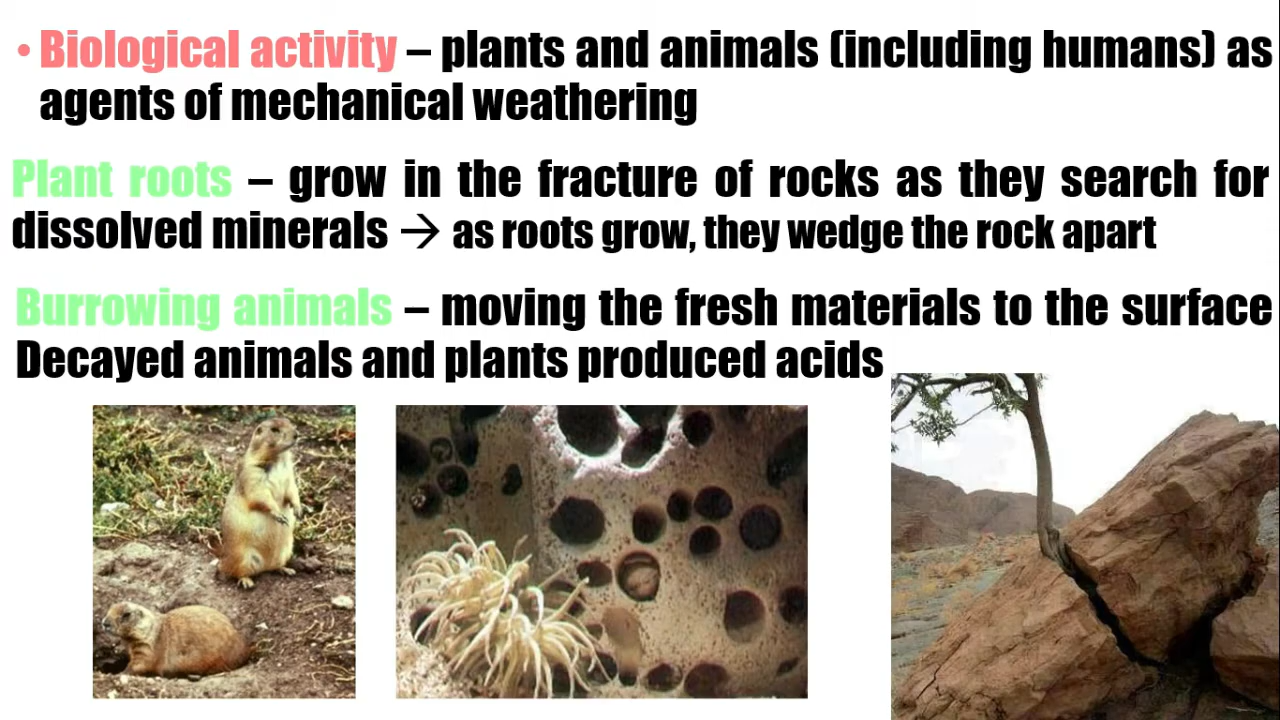 • Biological activity – plants and animals (including humans) as
agents of mechanical weathering
Plant roots – grow in the fracture of rocks as they search for
dissolved minerals → as roots grow, they wedge the rock apart
Burrowing animals – moving the fresh materials to the surface
Decayed animals and plants produced acids